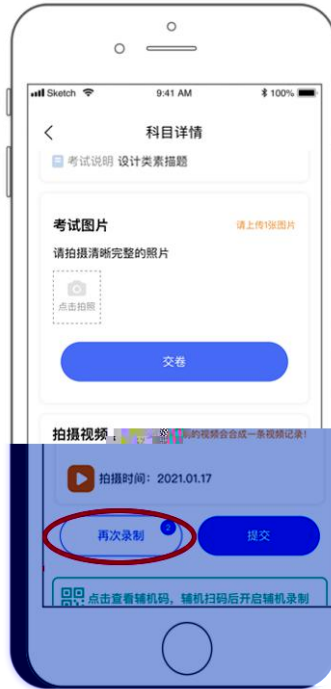 Sketch 9:41 AM 100%
科目详情
考试说明 设计类素描题
考试图片 请上传1张图片
请拍摄清晰完整的照片
点击拍照
交卷
拍摄视频 的视频会合成一条视频记录!
拍摄时间: 2021.01.17
再次录制 2 提交
点击查看辅机码, 辅机扫码后开启辅机录制